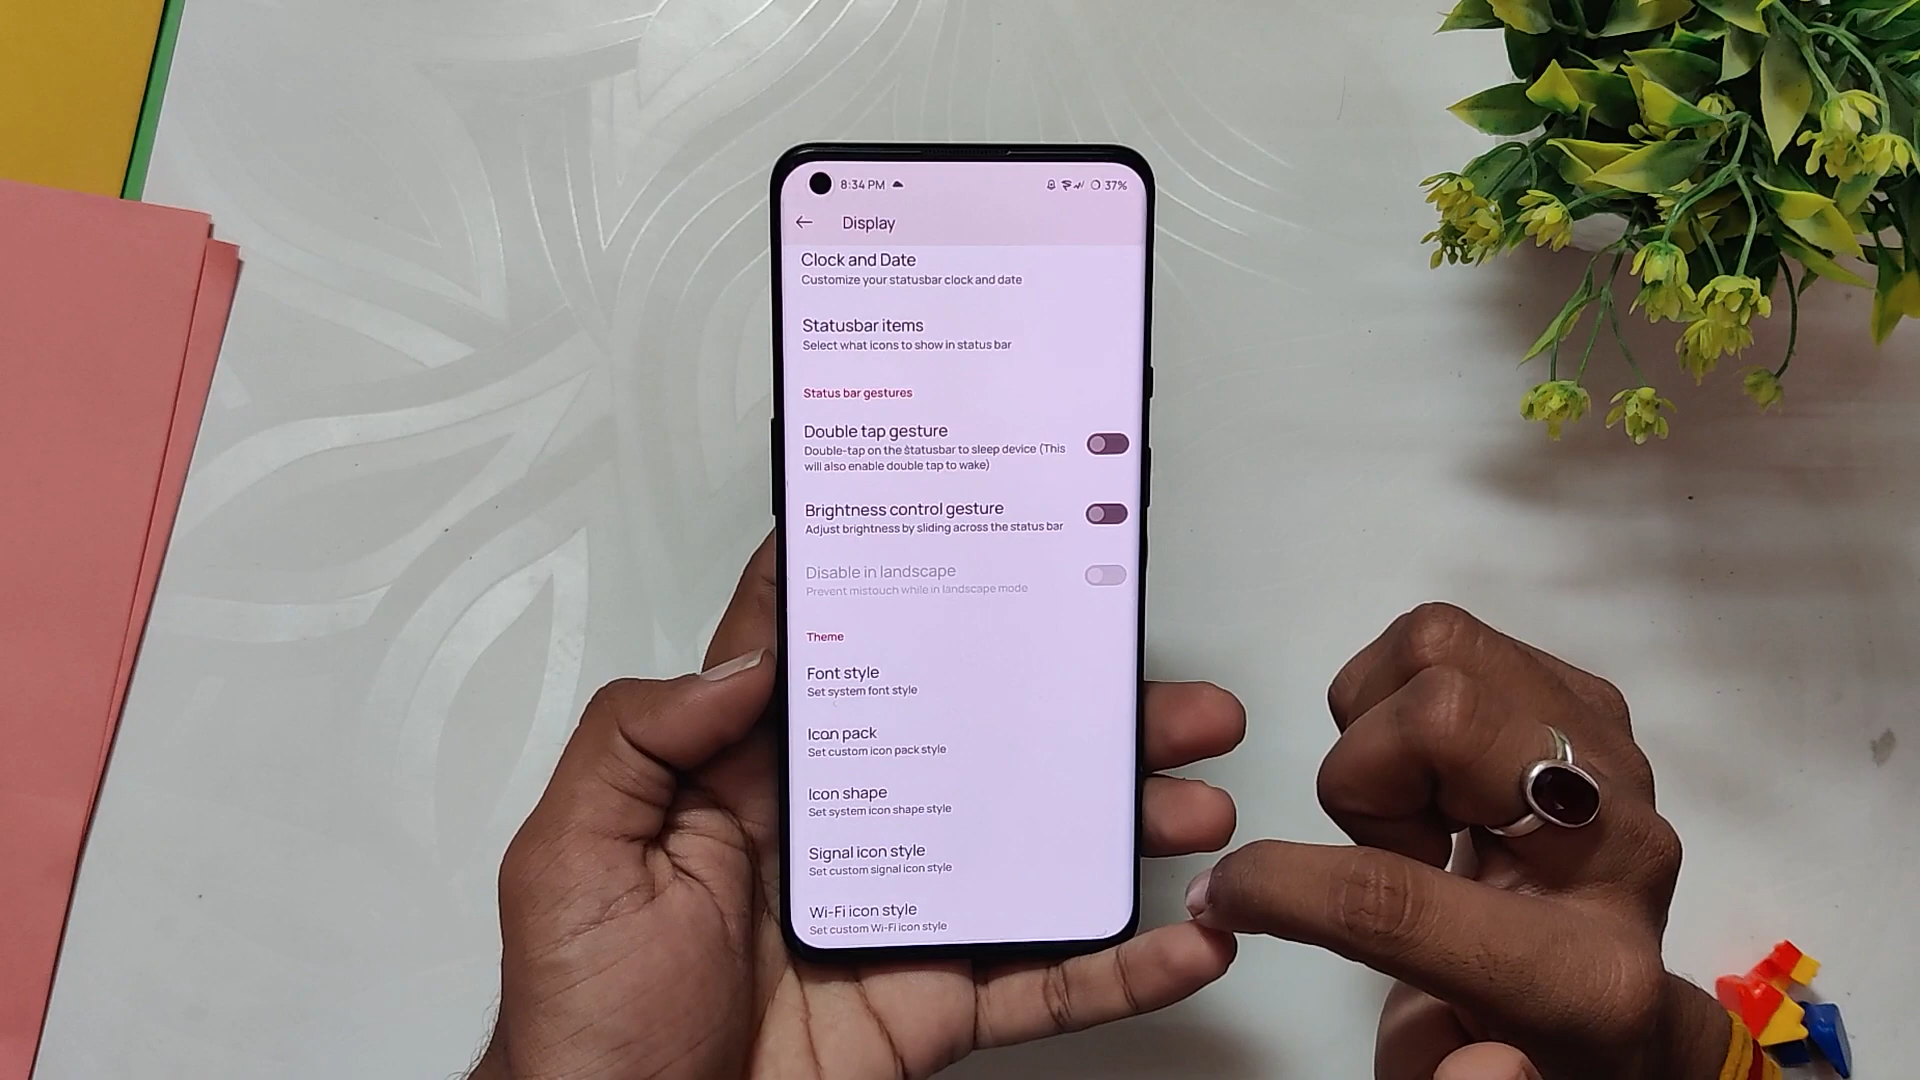 8:34 PM
37%
Display
Clock and Date
Customize your statusbar clock and date
Statusbar items
Select what icons to show in status bar
Status bar gestures
Double tap gesture
Double-tap on the statusbar to sleep device (This
will also enable double tap to wake)
Brightness control gesture
Adjust brightness by sliding across the status bar
Disable in landscape
Prevent mistouch while in landscape mode
Theme
Font style
Set system font style
Icon pack
Set custom icon pack style
Icon shape
Set system icon shape style
Signal icon style
Set custom signal icon style
Wi-Fi icon style
Set custom Wi-Fi icon style